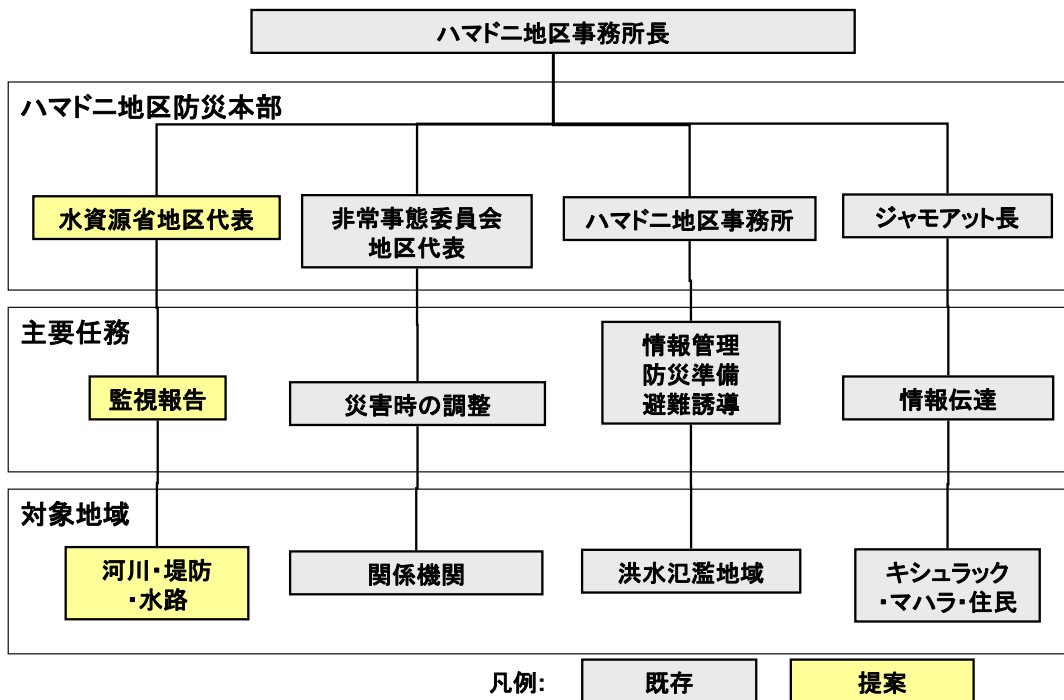 ハマドニ地区事務所長
ハマドニ地区防災本部
水資源省地区代表
非常事態委員会
地区代表
ハマドニ地区事務所
ジャモアット長
主要任務
監視報告
災害時の調整
情報管理
防災準備
避難誘導
情報伝達
対象地域
河川・堤防
・水路
関係機関
洪水氾濫地域
キシュラック
・マハラ・住民
凡例:
既存
提案